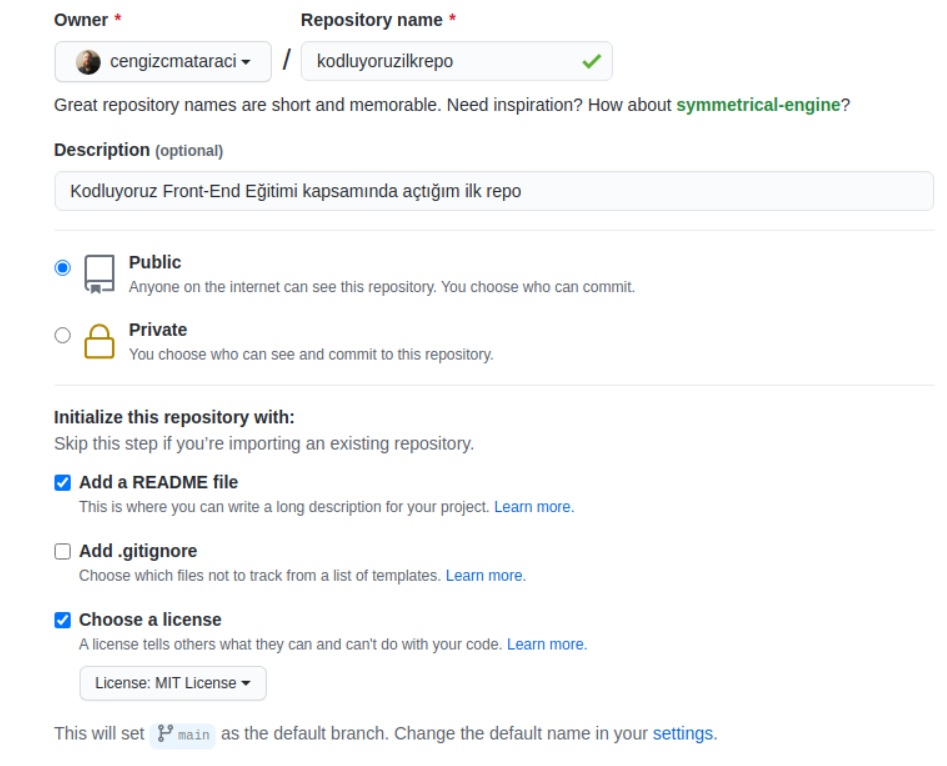 Owner * Repository name *
cengizcmataraci / kodluyoruzilkrepo
Great repository names are short and memorable. Need inspiration? How about symmetrical-engine?
Description (optional)
Kodluyoruz Front-End Eğitimi kapsamında açtığım ilk repo
Public
Anyone on the internet can see this repository. You choose who can commit.
Private
You choose who can see and commit to this repository.
Initialize this repository with:
Skip this step if you're importing an existing repository.
Add a README file
This is where you can write a long description for your project. Learn more.
Add .gitignore
Choose which files not to track from a list of templates. Learn more.
Choose a license
A license tells others what they can and can't do with your code. Learn more.
License: MIT License
This will set main as the default branch. Change the default name in your settings.